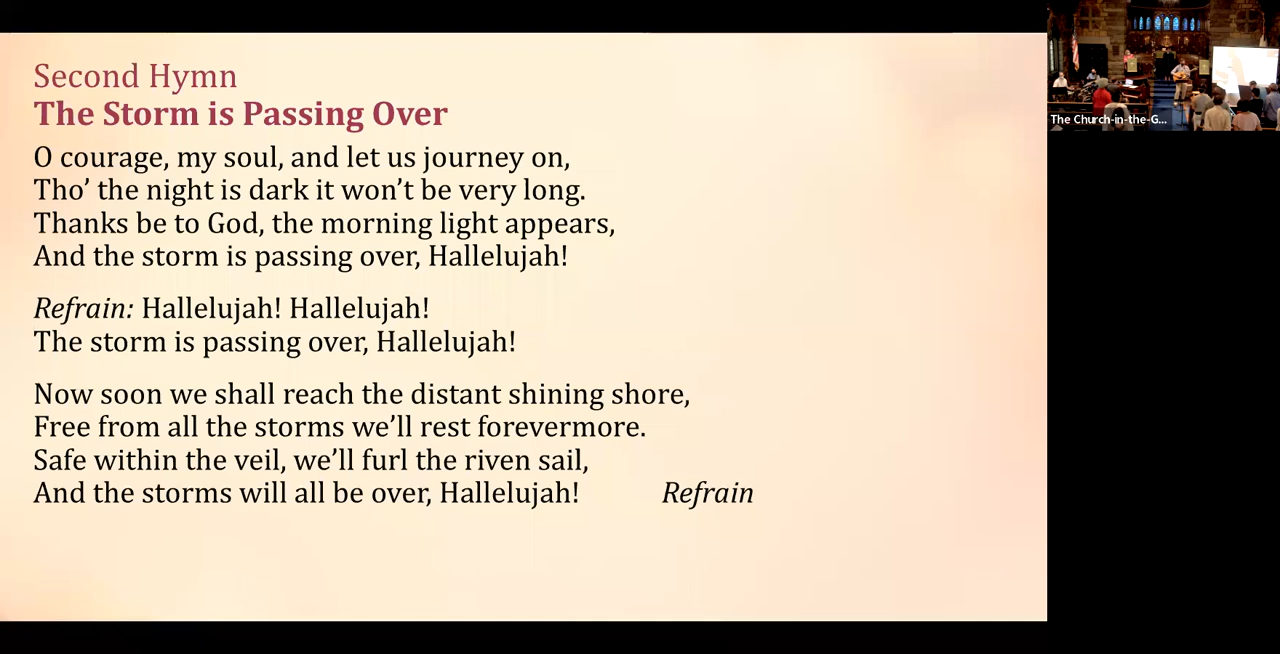 Second Hymn
The Storm is Passing Over
O courage, my soul, and let us journey on,
Tho’ the night is dark it won’t be very long.
Thanks be to God, the morning light appears,
And the storm is passing over, Hallelujah!
Refrain: Hallelujah! Hallelujah!
The storm is passing over, Hallelujah!
Now soon we shall reach the distant shining shore,
Free from all the storms we’ll rest forevermore.
Safe within the veil, we’ll furl the riven sail,
And the storms will all be over, Hallelujah! Refrain
The Church-in-the-G...